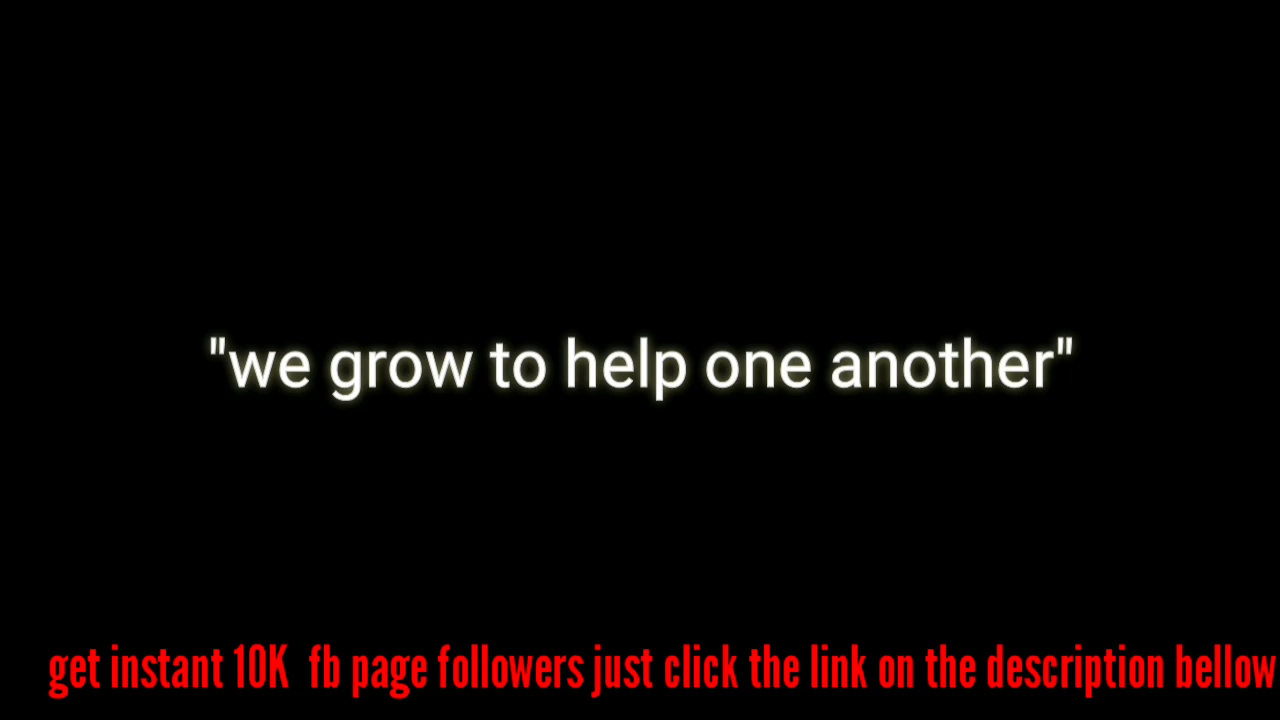 "we grow to help one another"
get instant 10K  fb page followers just click the link on the description bellow